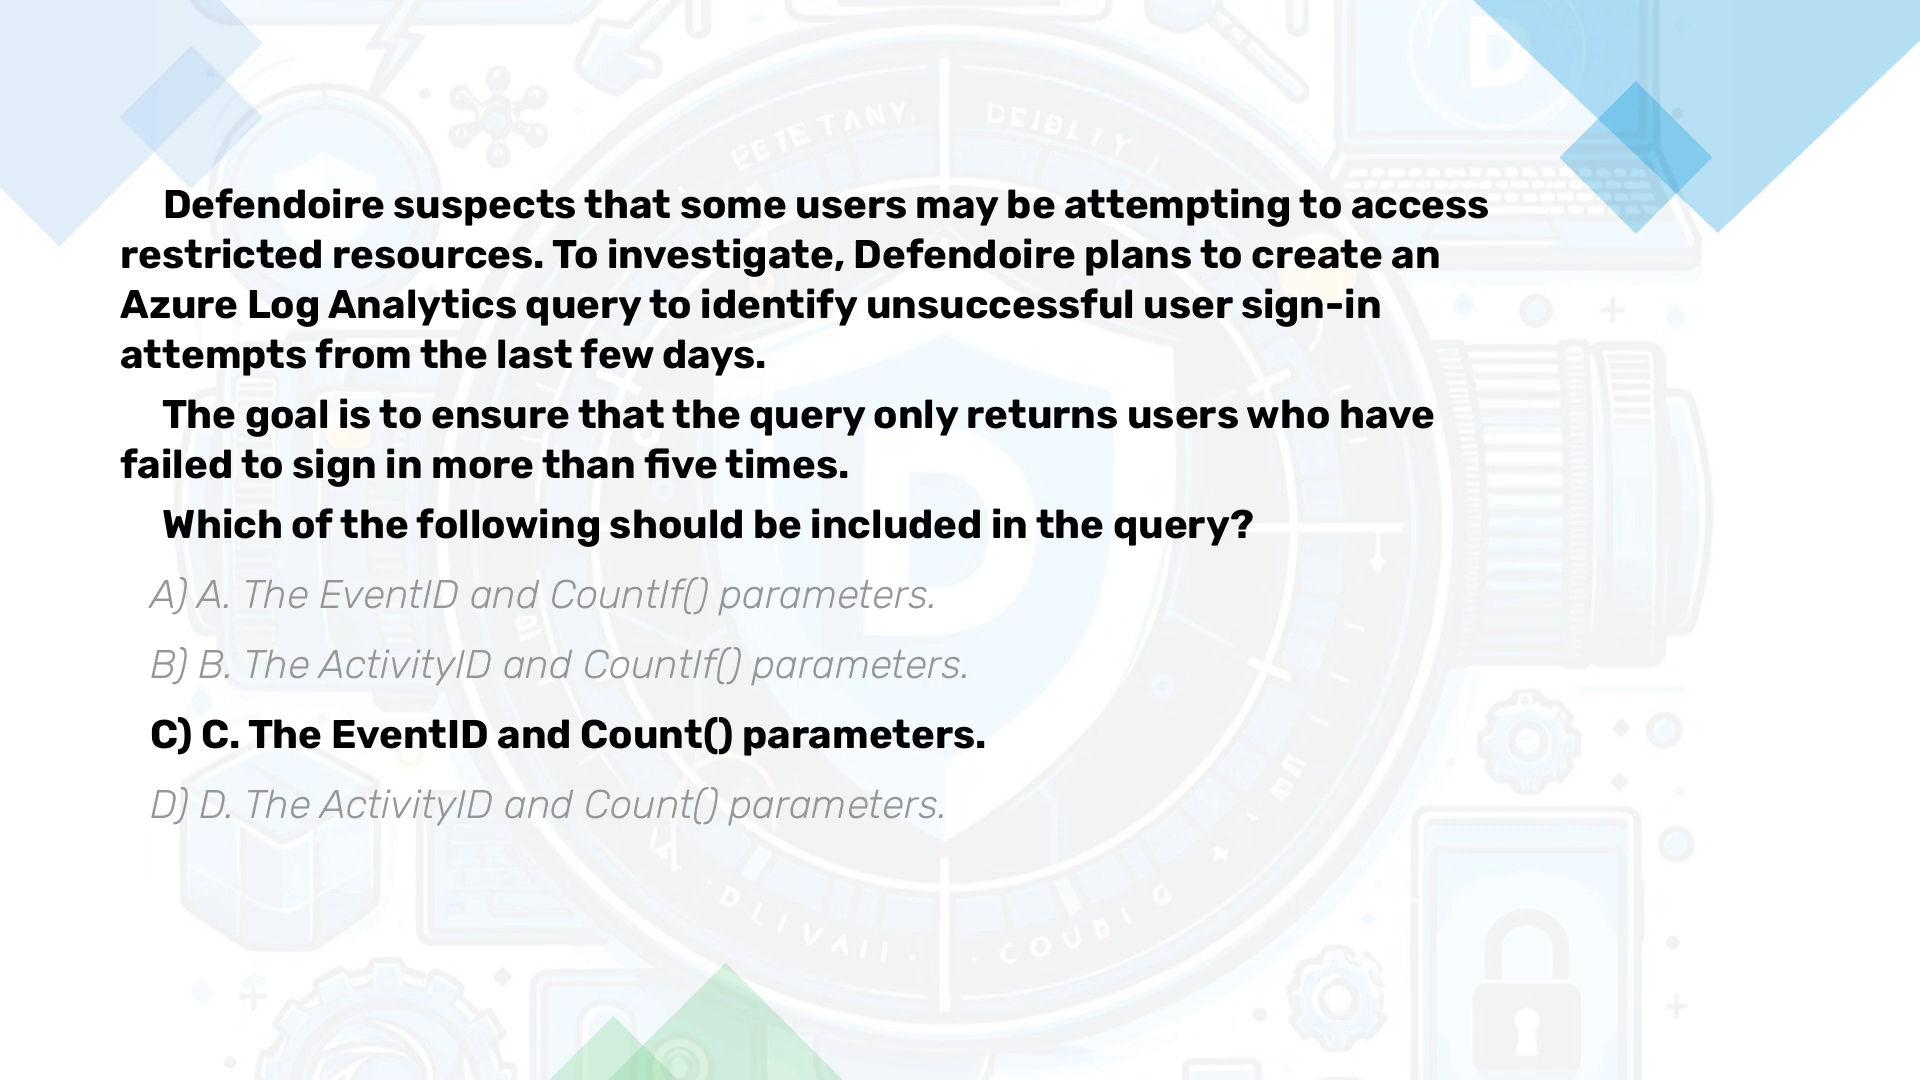 Defendoire suspects that some users may be attempting to access
restricted resources. To investigate, Defendoire plans to create an
Azure Log Analytics query to identify unsuccessful user sign-in
attempts from the last few days.
The goal is to ensure that the query only returns users who have
failed to sign in more than five times.
Which of the following should be included in the query?
A) A. The EventID and CountIf() parameters.
B) B. The ActivityID and CountIf() parameters.
C) C. The EventID and Count() parameters.
D) D. The ActivityID and Count() parameters.